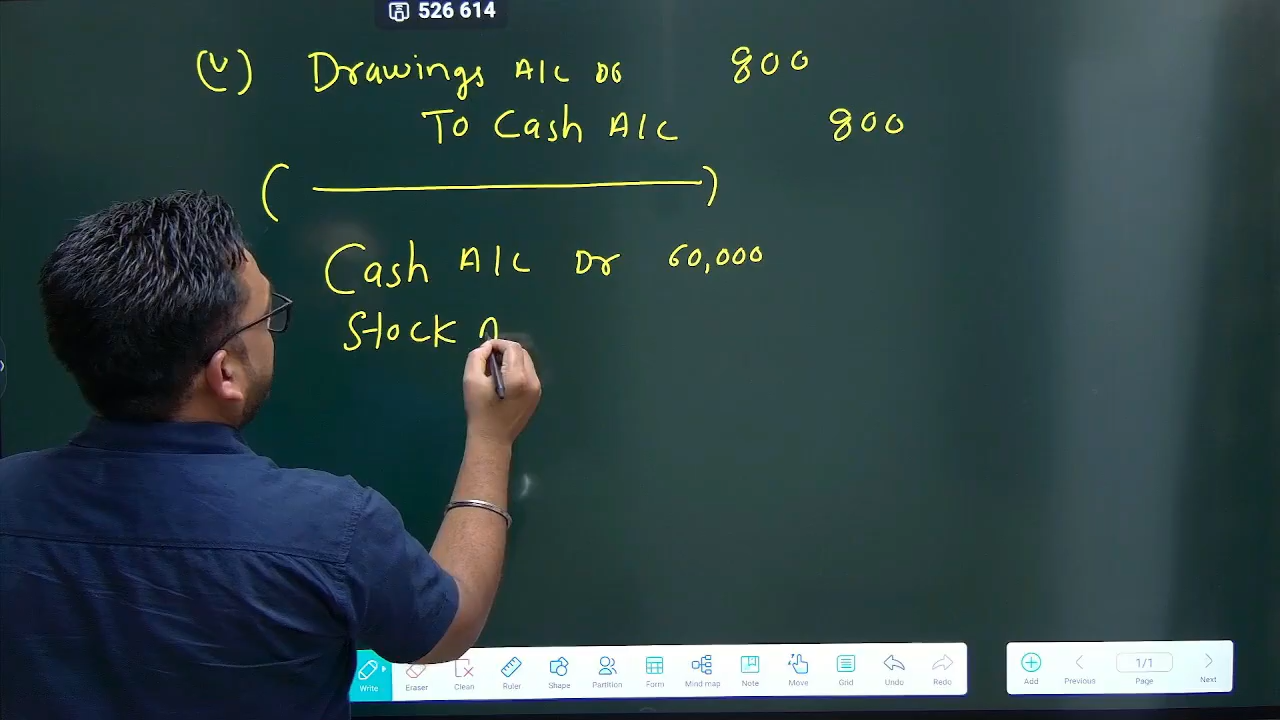 526 614
(v) Drawings A/C Dr 800
To Cash A/C 800
( )
Cash A/C Dr 60,000
Stock A
Write Eraser Clean Ruler Shape Partition Form Mind map Note Move Grid Undo Redo
Add Previous 1/1 Page Next